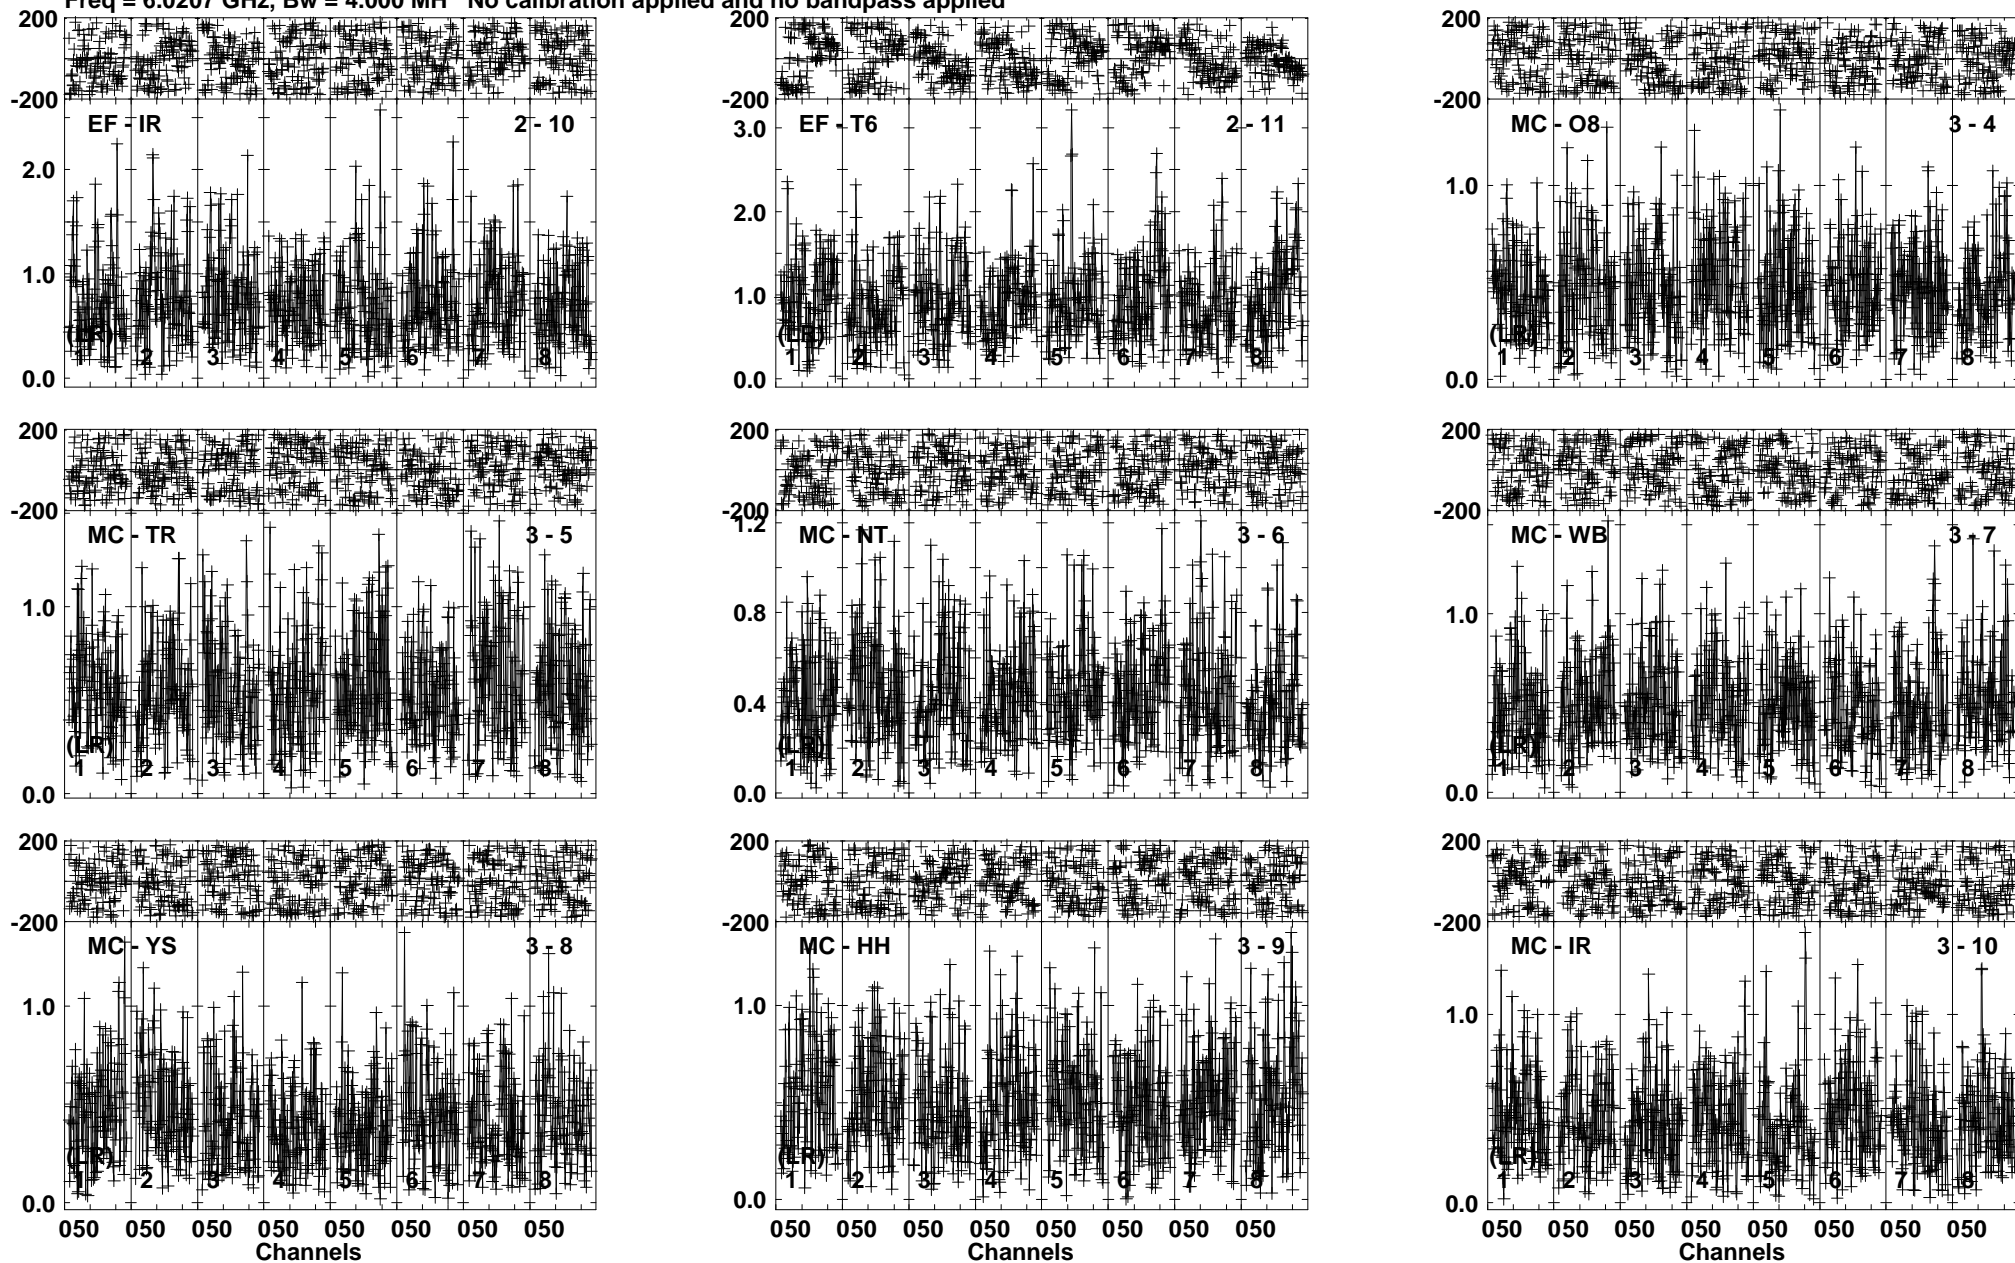 Freq = 6.0207 GHz, Bw = 4.000 MH No calibration applied and no bandpass applied
200
-200
EF - IR 2 - 10
2.0
1.0
0.0
(LR)
1 2 3 4 5 6 7 8
200
-200
EF - T6 2 - 11
3.0
2.0
1.0
0.0
(LR)
1 2 3 4 5 6 7 8
200
-200
MC - O8 3 - 4
1.0
0.0
(LR)
1 2 3 4 5 6 7 8
200
-200
MC - TR 3 - 5
1.0
0.0
(LR)
1 2 3 4 5 6 7 8
200
-200
1.2
MC - NT 3 - 6
0.8
0.4
0.0
(LR)
1 2 3 4 5 6 7 8
200
-200
MC - WB 3 - 7
1.0
0.0
(LR)
1 2 3 4 5 6 7 8
200
-200
MC - YS 3 - 8
1.0
0.0
(LR)
1 2 3 4 5 6 7 8
050 050 050 050 050 050 050 050
Channels
200
-200
MC - HH 3 - 9
1.0
0.0
(LR)
1 2 3 4 5 6 7 8
050 050 050 050 050 050 050 050
Channels
200
-200
MC - IR 3 - 10
1.0
0.0
(LR)
1 2 3 4 5 6 7 8
050 050 050 050 050 050 050 050
Channels